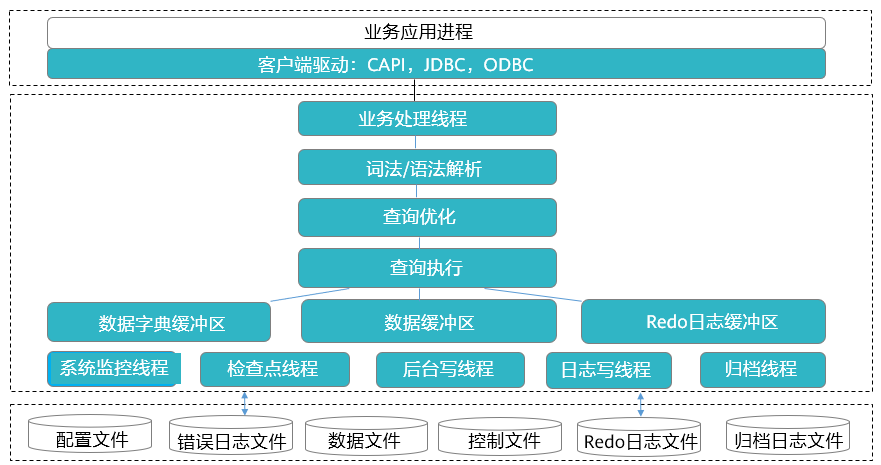 业务应用进程
客户端驱动：CAPI，JDBC，ODBC
业务处理线程
词法/语法解析
查询优化
查询执行
数据字典缓冲区
数据缓冲区
Redo日志缓冲区
系统监控线程
检查点线程
后台写线程
日志写线程
归档线程
配置文件
错误日志文件
数据文件
控制文件
Redo日志文件
归档日志文件